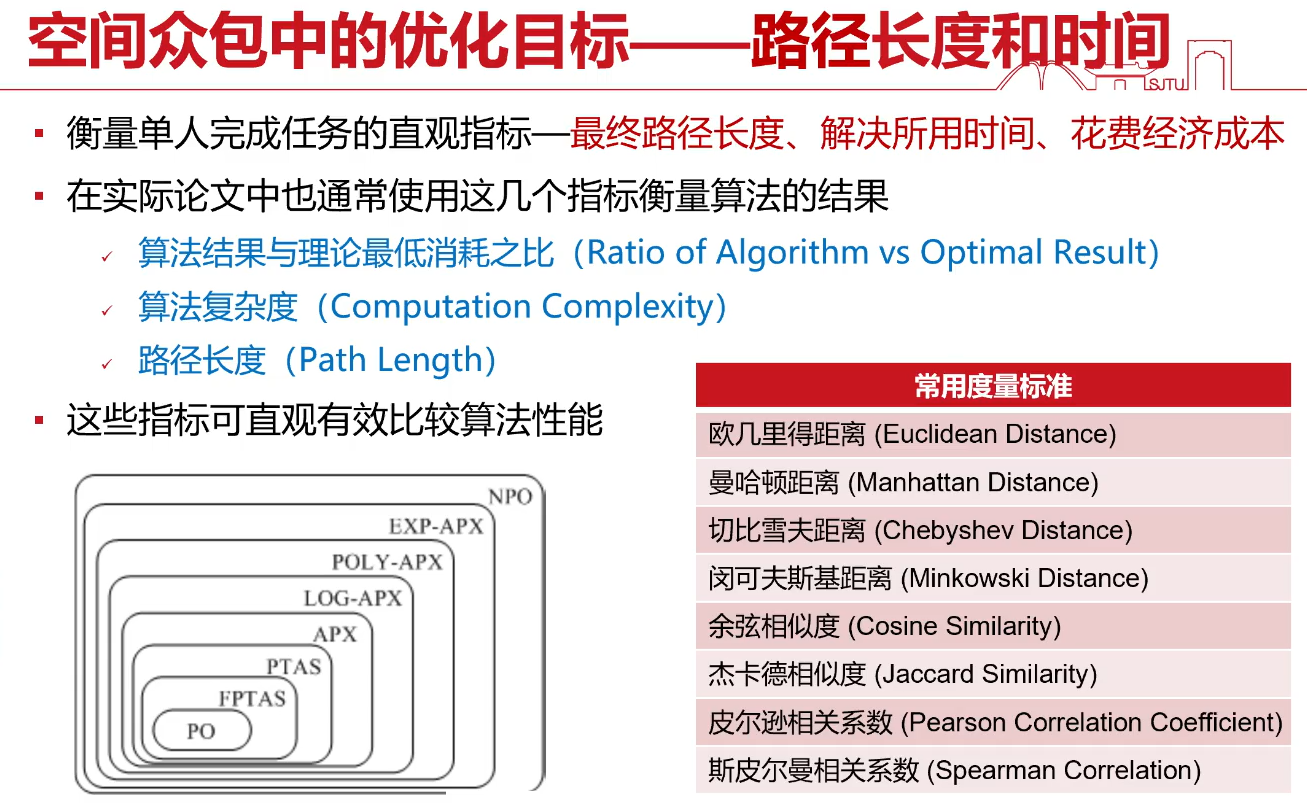 空间众包中的优化目标——路径长度和时间
SJTU
▪ 衡量单人完成任务的直观指标—最终路径长度、解决所用时间、花费经济成本
▪ 在实际论文中也通常使用这几个指标衡量算法的结果
✓ 算法结果与理论最低消耗之比（Ratio of Algorithm vs Optimal Result）
✓ 算法复杂度（Computation Complexity）
✓ 路径长度（Path Length）
▪ 这些指标可直观有效比较算法性能
NPO
EXP-APX
POLY-APX
LOG-APX
APX
PTAS
FPTAS
PO
常用度量标准
欧几里得距离 (Euclidean Distance)
曼哈顿距离 (Manhattan Distance)
切比雪夫距离 (Chebyshev Distance)
闵可夫斯基距离 (Minkowski Distance)
余弦相似度 (Cosine Similarity)
杰卡德相似度 (Jaccard Similarity)
皮尔逊相关系数 (Pearson Correlation Coefficient)
斯皮尔曼相关系数 (Spearman Correlation)